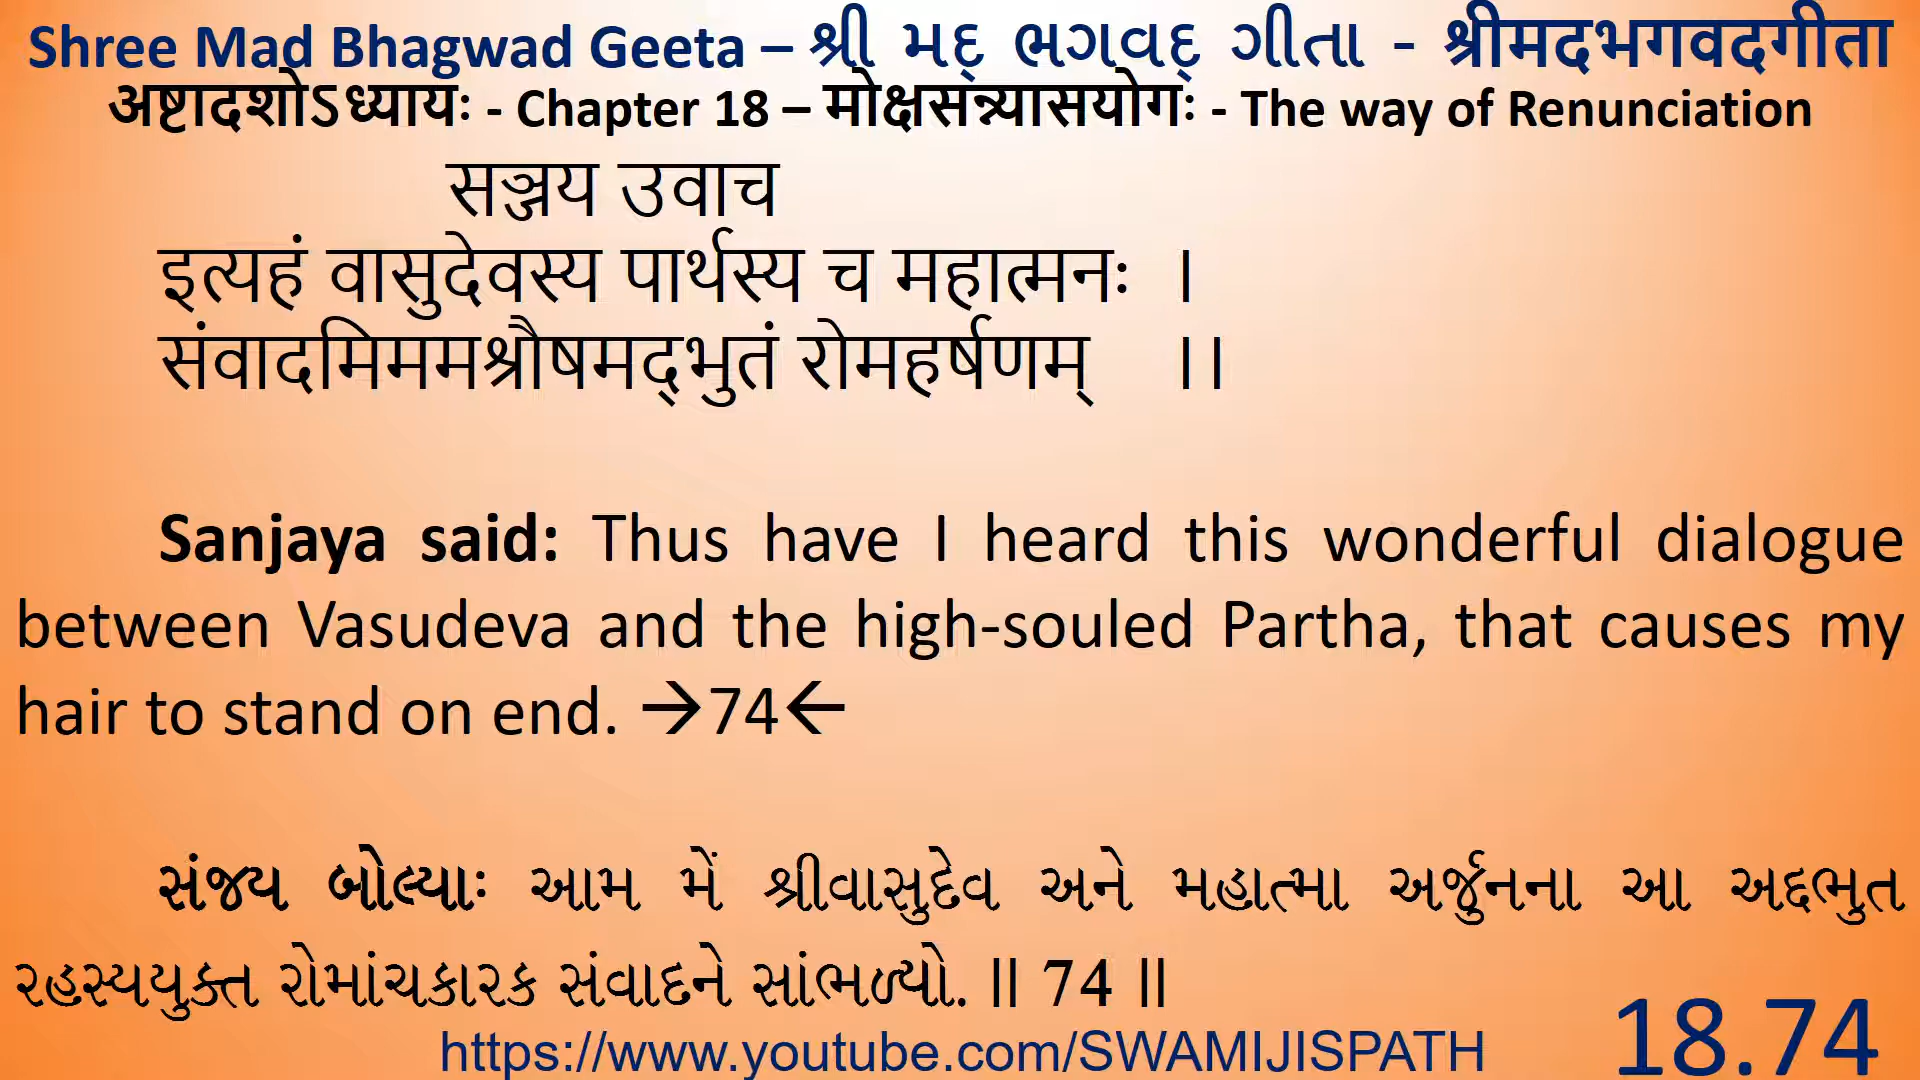 Shree Mad Bhagwad Geeta – શ્રી મદ્ ભગવદ્ ગીતા - श्रीमदभगवदगीता
अष्टादशोऽध्यायः - Chapter 18 – मोक्षसंन्यासयोगः - The way of Renunciation
सञ्जय उवाच
इत्यहं वासुदेवस्य पार्थस्य च महात्मनः ।
संवादमिममश्रौषमद्‌भुतं रोमहर्षणम् ।।
Sanjaya said: Thus have I heard this wonderful dialogue
between Vasudeva and the high-souled Partha, that causes my
hair to stand on end. →74←
સંજય બોલ્યાઃ આમ મેં શ્રીવાસુદેવ અને મહાત્મા અર્જુનના આ અદ્દભુત
રહસ્યયુક્ત રોમાંચકારક સંવાદને સાંભળ્યો. ॥ 74 ॥
https://www.youtube.com/SWAMIJISPATH
18.74